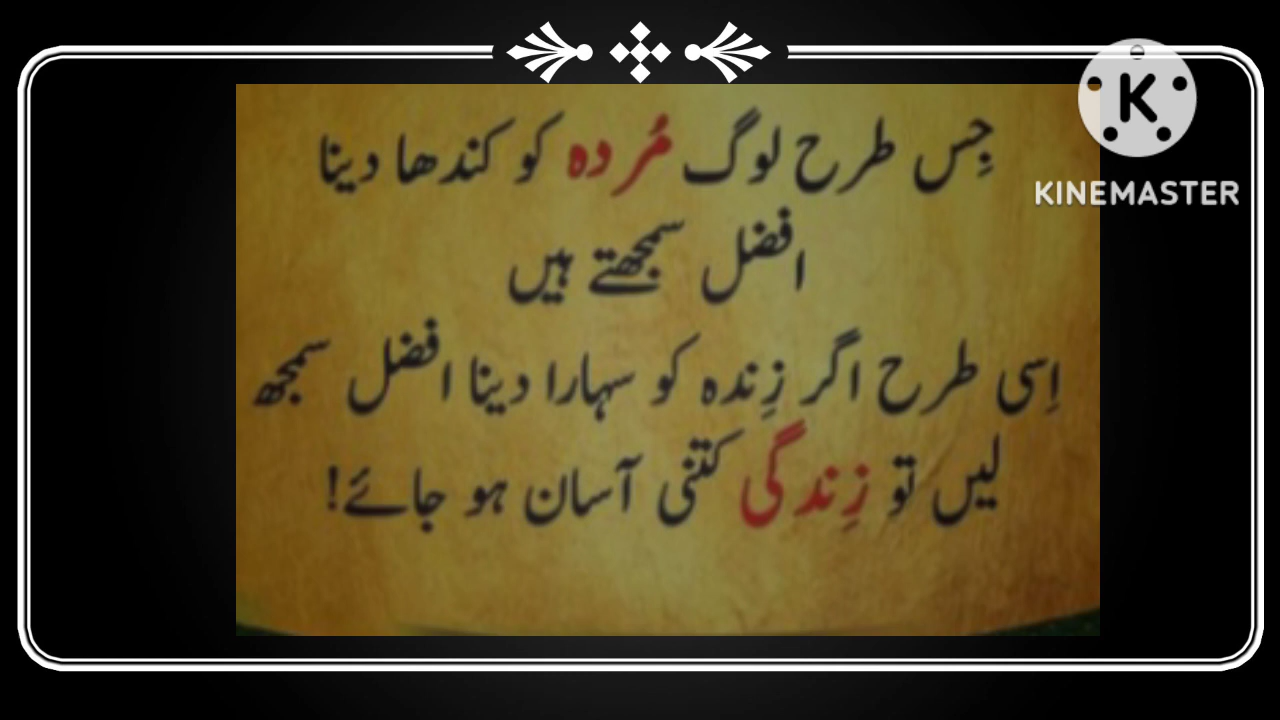 جِس طرح لوگ مُردہ کو کندھا دینا
افضل سمجھتے ہیں
اِسی طرح اگر زِندہ کو سہارا دینا افضل سمجھ
لیں تو زِندگی کتنی آسان ہو جائے!
K
KINEMASTER